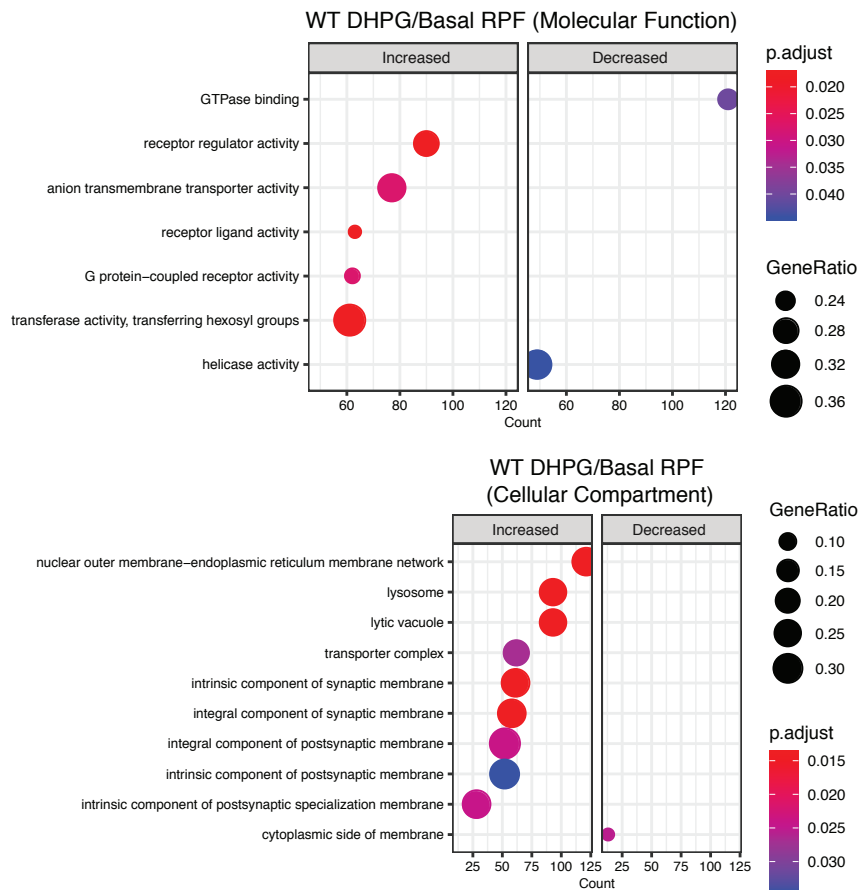 WT DHPG/Basal RPF (Molecular Function)
Increased
Decreased
GTPase binding
receptor regulator activity
anion transmembrane transporter activity
receptor ligand activity
G protein−coupled receptor activity
transferase activity, transferring hexosyl groups
helicase activity
60 80 100 120
60 80 100 120
Count
p.adjust
0.020
0.030
0.040
GeneRatio
0.24
0.28
0.32
0.36
WT DHPG/Basal RPF
(Cellular Compartment)
Increased
Decreased
nuclear outer membrane−endoplasmic reticulum membrane network
lysosome
lytic vacuole
transporter complex
intrinsic component of synaptic membrane
integral component of synaptic membrane
integral component of postsynaptic membrane
intrinsic component of postsynaptic membrane
intrinsic component of postsynaptic specialization membrane
cytoplasmic side of membrane
25 50 75 100 125
25 50 75 100 125
Count
GeneRatio
0.10
0.15
0.20
0.25
0.30
p.adjust
0.015
0.020
0.025
0.030